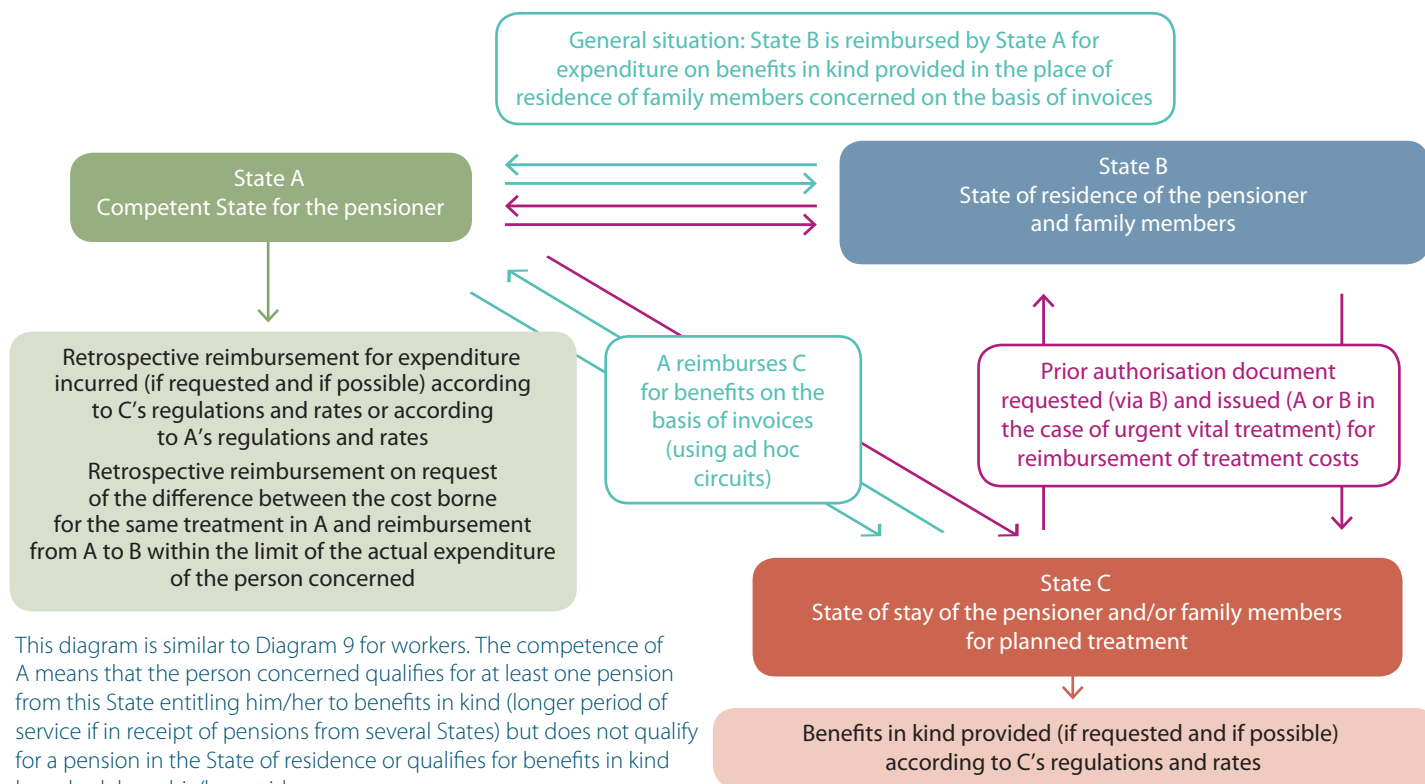 General situation: State B is reimbursed by State A for
expenditure on benefits in kind provided in the place of
residence of family members concerned on the basis of invoices
State A
Competent State for the pensioner
State B
State of residence of the pensioner
and family members
Retrospective reimbursement for expenditure
incurred (if requested and if possible) according
to C’s regulations and rates or according
to A’s regulations and rates
Retrospective reimbursement on request
of the difference between the cost borne
for the same treatment in A and reimbursement
from A to B within the limit of the actual expenditure
of the person concerned
A reimburses C
for benefits on the
basis of invoices
(using ad hoc
circuits)
Prior authorisation document
requested (via B) and issued (A or B in
the case of urgent vital treatment) for
reimbursement of treatment costs
State C
State of stay of the pensioner and/or family members
for planned treatment
Benefits in kind provided (if requested and if possible)
according to C’s regulations and rates
This diagram is similar to Diagram 9 for workers. The competence of
A means that the person concerned qualifies for at least one pension
from this State entitling him/her to benefits in kind (longer period of
service if in receipt of pensions from several States) but does not qualify
for a pension in the State of residence or qualifies for benefits in kind